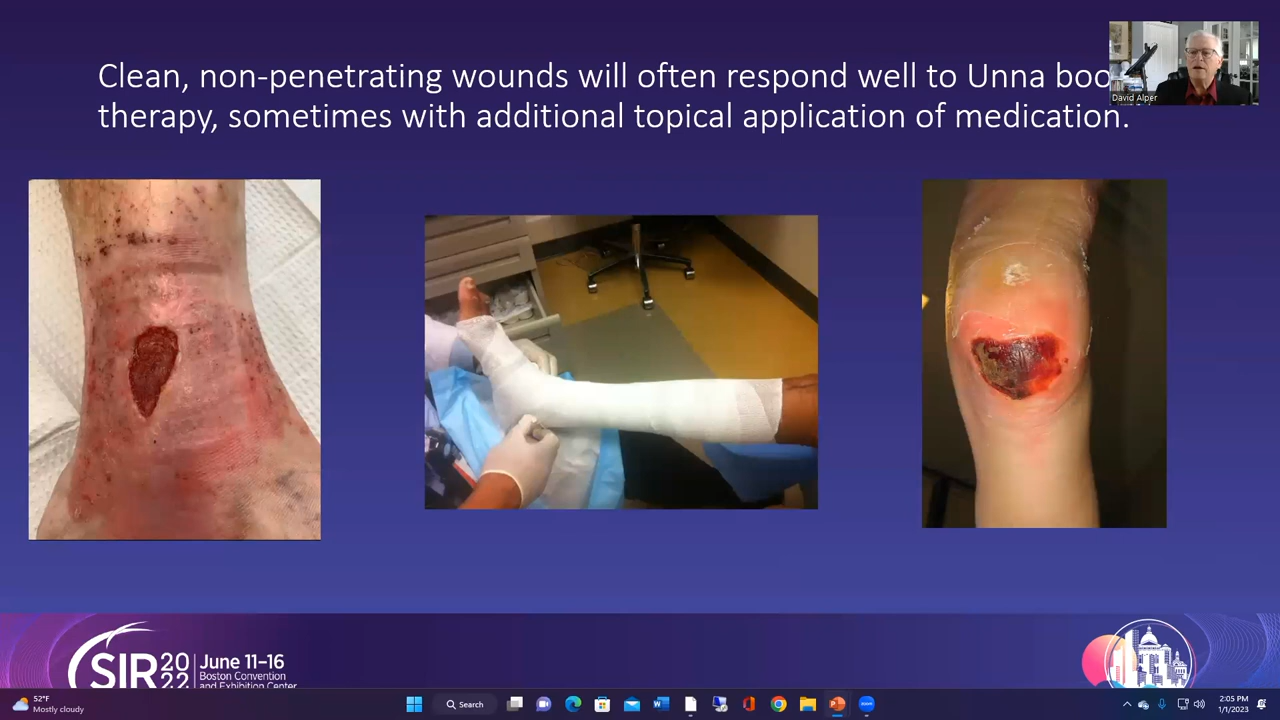 Clean, non-penetrating wounds will often respond well to Unna boo
therapy, sometimes with additional topical application of medication.
David Alper
SIR
20
22
June 11–16
Boston Convention
and Exhibition Center
52°F
Mostly cloudy
Search
2:05 PM
1/1/2023